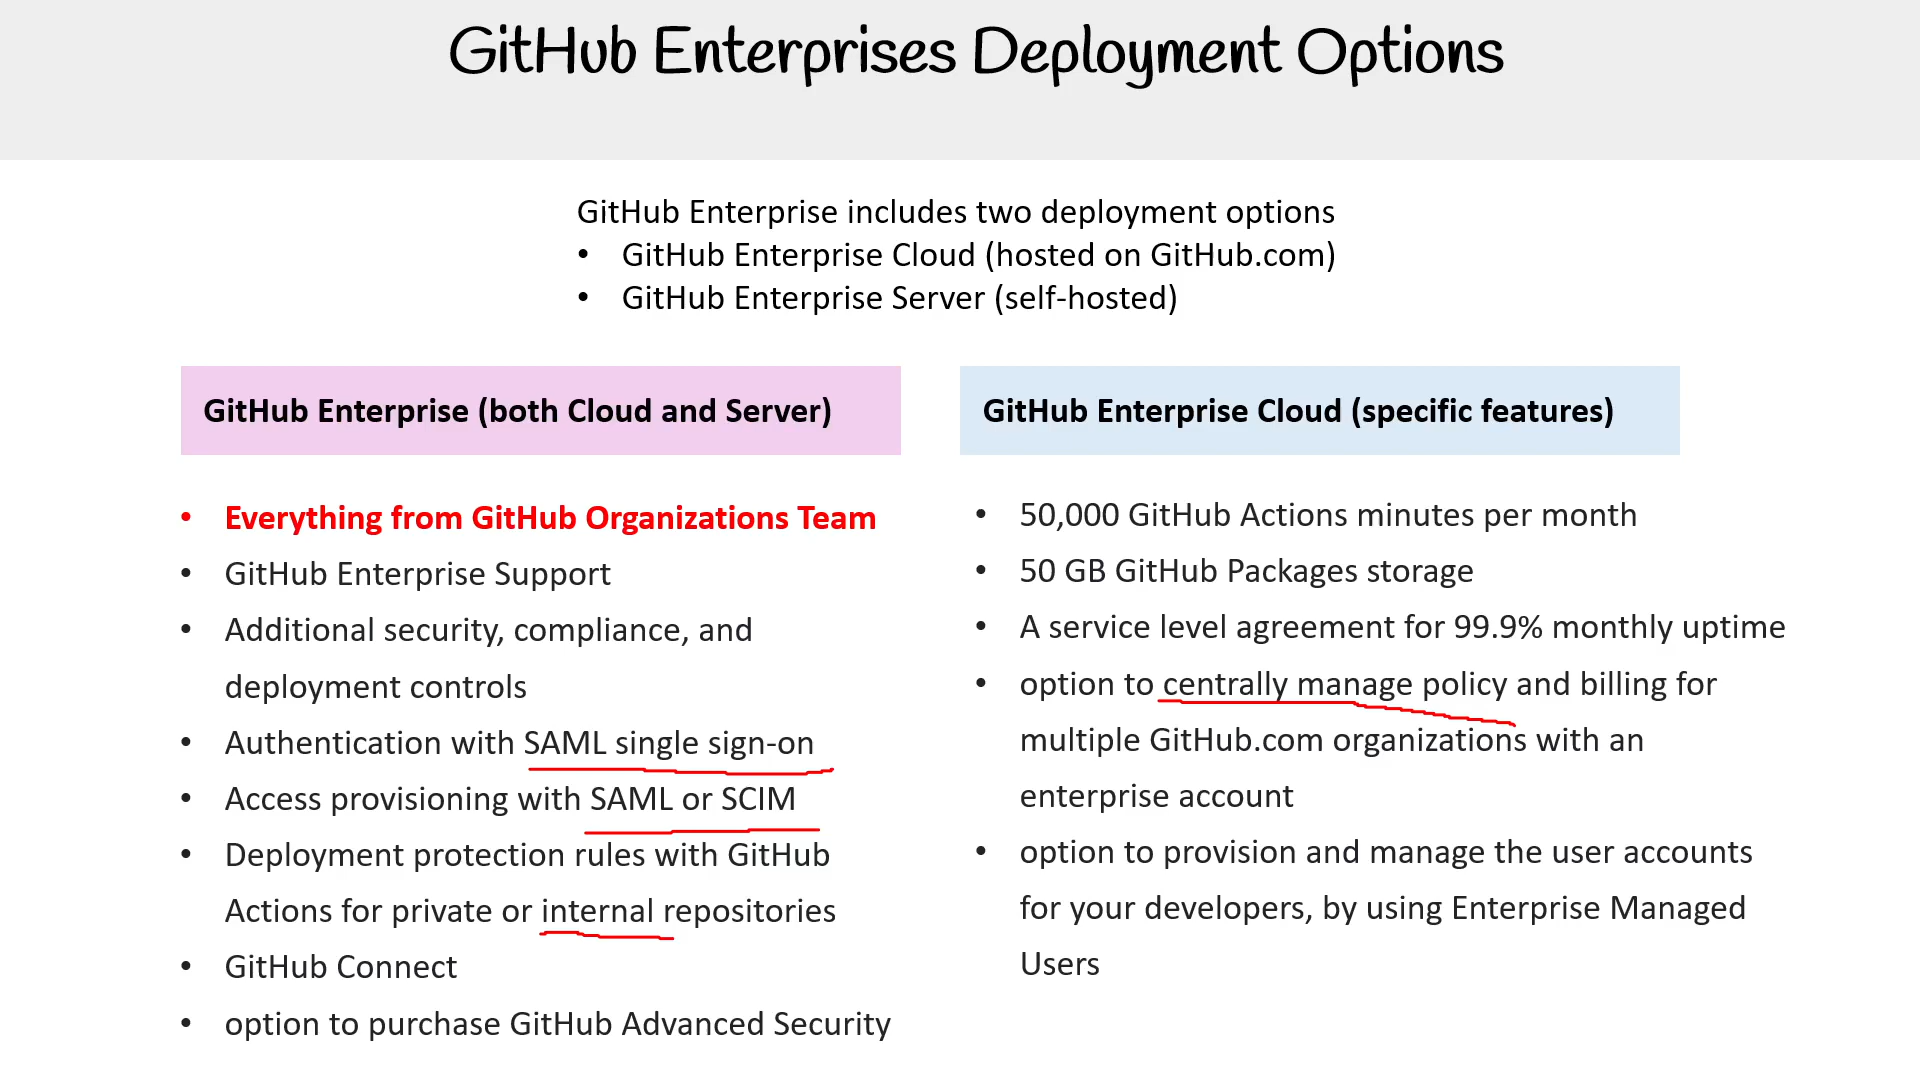 GitHub Enterprises Deployment Options
GitHub Enterprise includes two deployment options
• GitHub Enterprise Cloud (hosted on GitHub.com)
• GitHub Enterprise Server (self-hosted)
GitHub Enterprise (both Cloud and Server)
• Everything from GitHub Organizations Team
• GitHub Enterprise Support
• Additional security, compliance, and
deployment controls
• Authentication with SAML single sign-on
• Access provisioning with SAML or SCIM
• Deployment protection rules with GitHub
Actions for private or internal repositories
• GitHub Connect
• option to purchase GitHub Advanced Security
GitHub Enterprise Cloud (specific features)
• 50,000 GitHub Actions minutes per month
• 50 GB GitHub Packages storage
• A service level agreement for 99.9% monthly uptime
• option to centrally manage policy and billing for
multiple GitHub.com organizations with an
enterprise account
• option to provision and manage the user accounts
for your developers, by using Enterprise Managed
Users